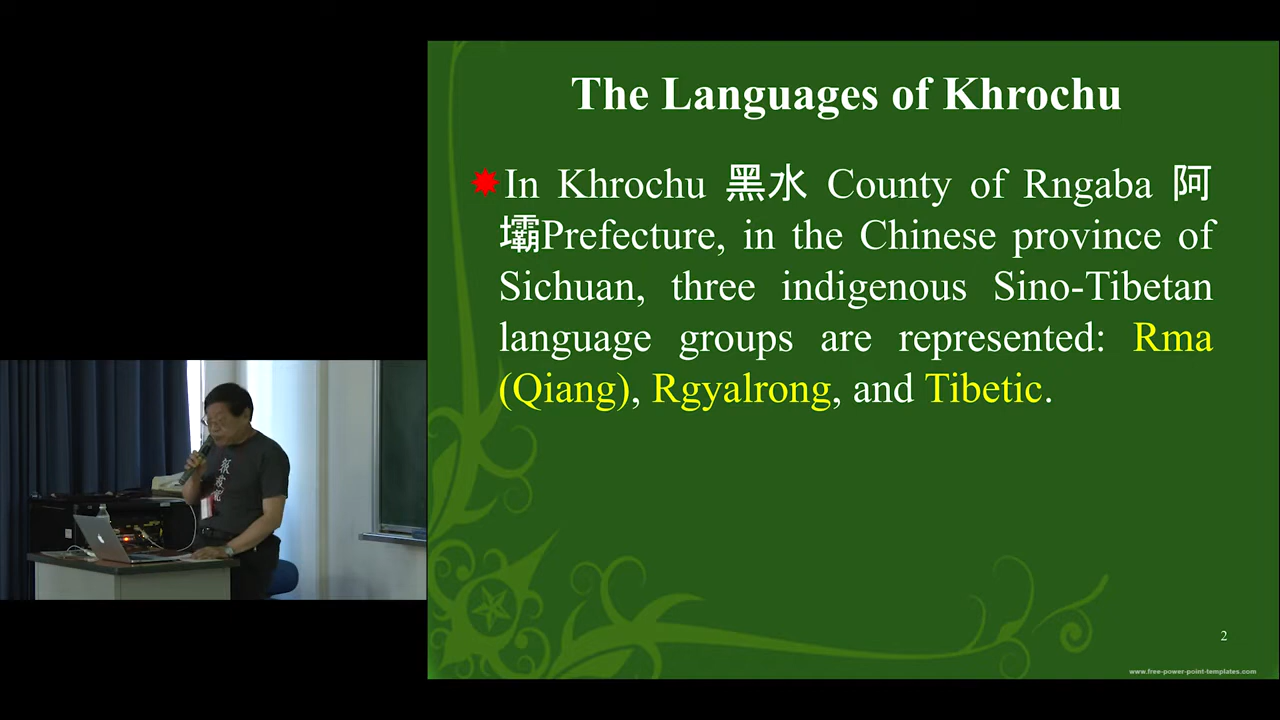 The Languages of Khrochu
In Khrochu 黑水 County of Rngaba 阿
壩Prefecture, in the Chinese province of
Sichuan, three indigenous Sino-Tibetan
language groups are represented: Rma
(Qiang), Rgyalrong, and Tibetic.
2
www.free-power-point-templates.com